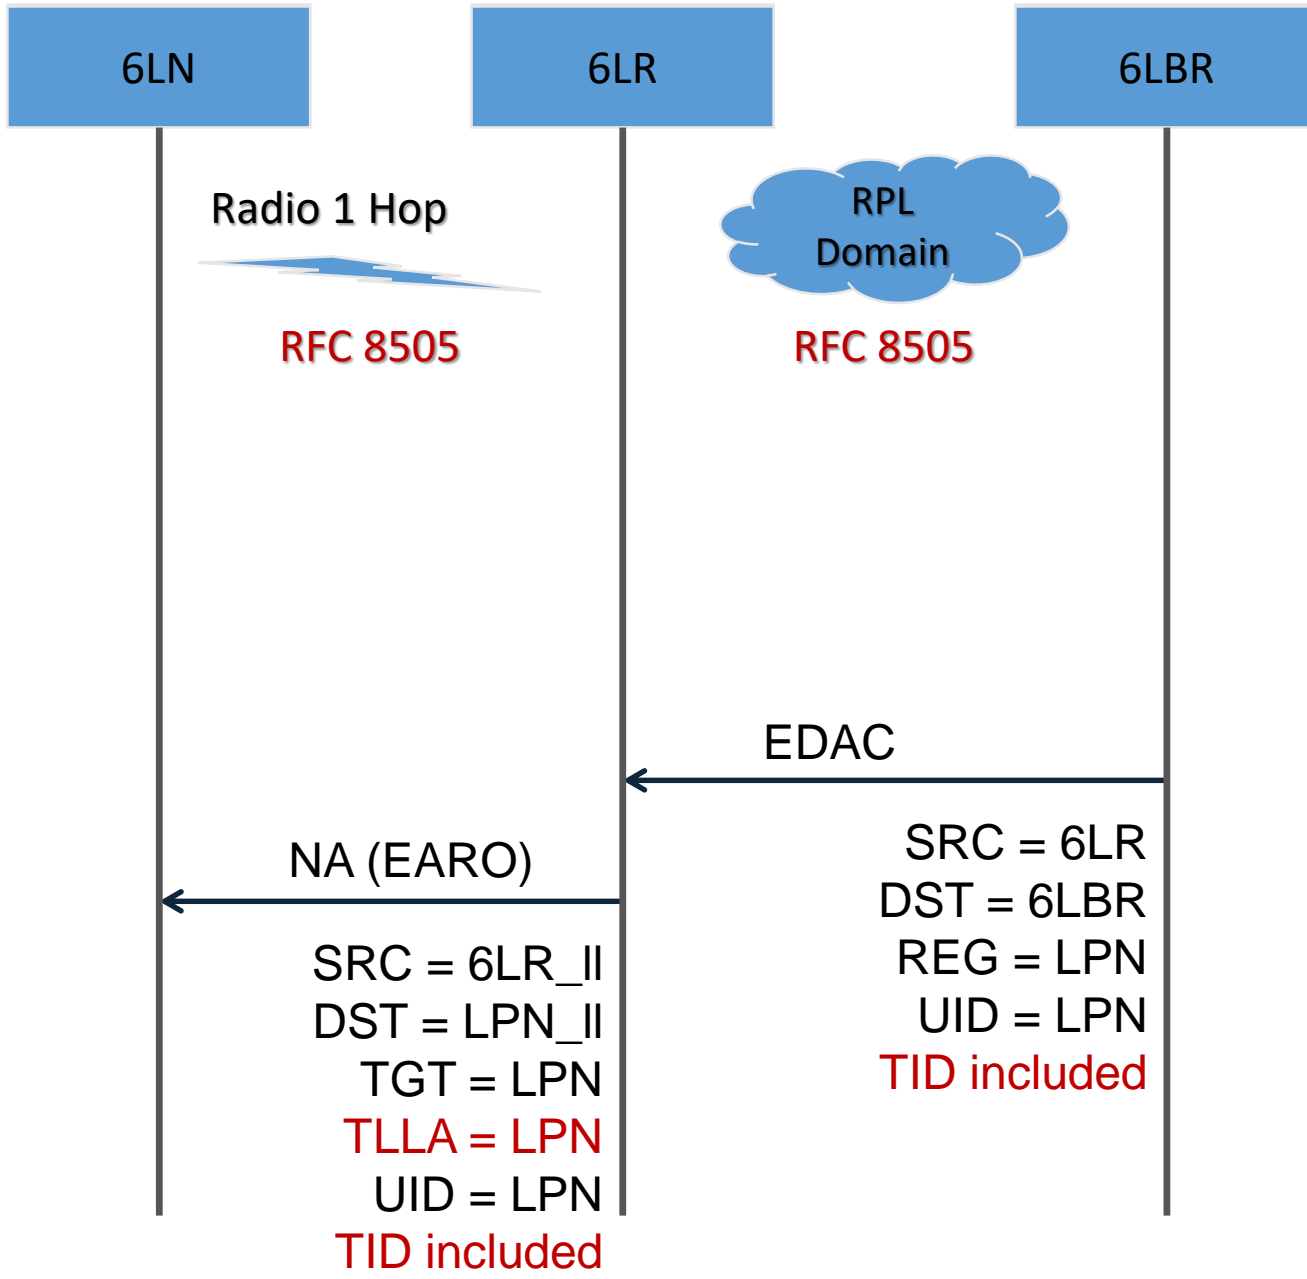 6LN
6LR
6LBR
Radio 1 Hop
RPL
Domain
RFC 8505
RFC 8505
EDAC
SRC = 6LR
DST = 6LBR
REG = LPN
UID = LPN
TID included
NA (EARO)
SRC = 6LR_ll
DST = LPN_ll
TGT = LPN
TLLA = LPN
UID = LPN
TID included